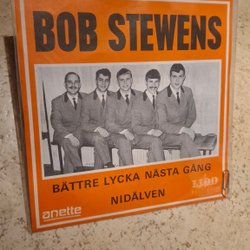 BOB STEWENS
BÄTTRE LYCKA NÄSTA GÅNG
NIDÄLVEN
anette